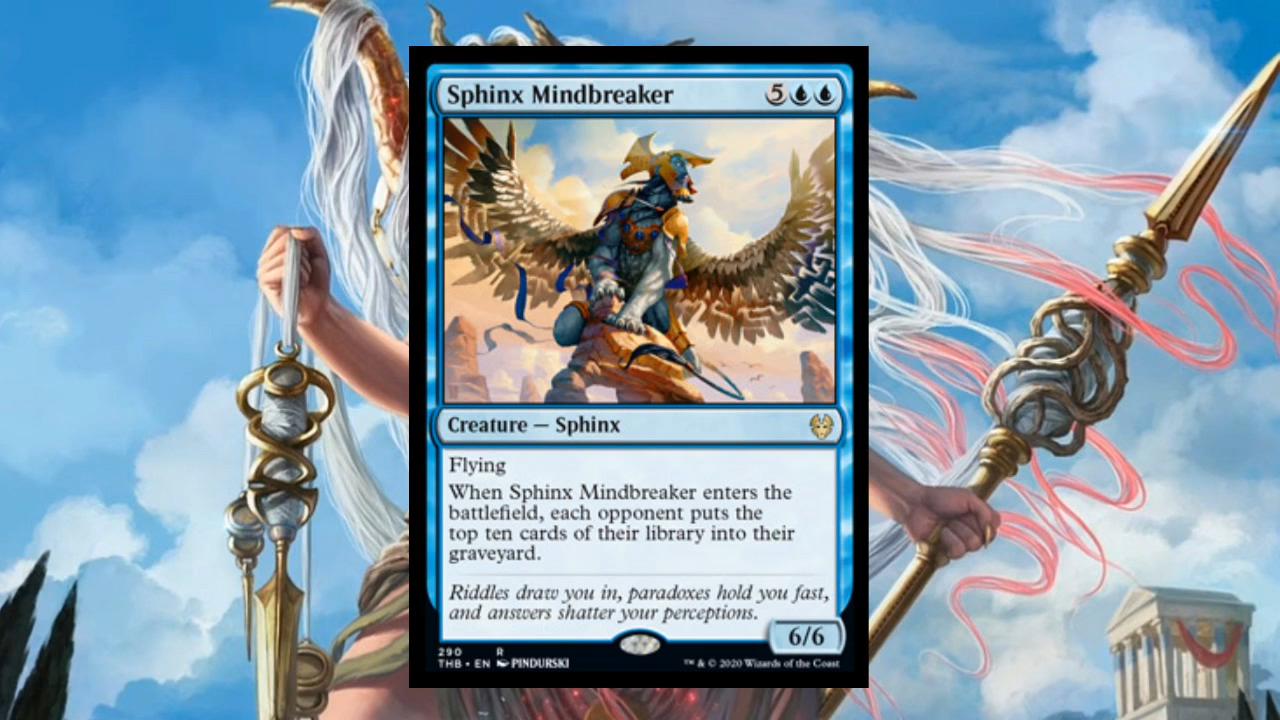 Sphinx Mindbreaker 5
Creature — Sphinx
Flying
When Sphinx Mindbreaker enters the
battlefield, each opponent puts the
top ten cards of their library into their
graveyard.
Riddles draw you in, paradoxes hold you fast,
and answers shatter your perceptions.
6/6
290 R
THB • EN PINDURSKI
™ & © 2020 Wizards of the Coast